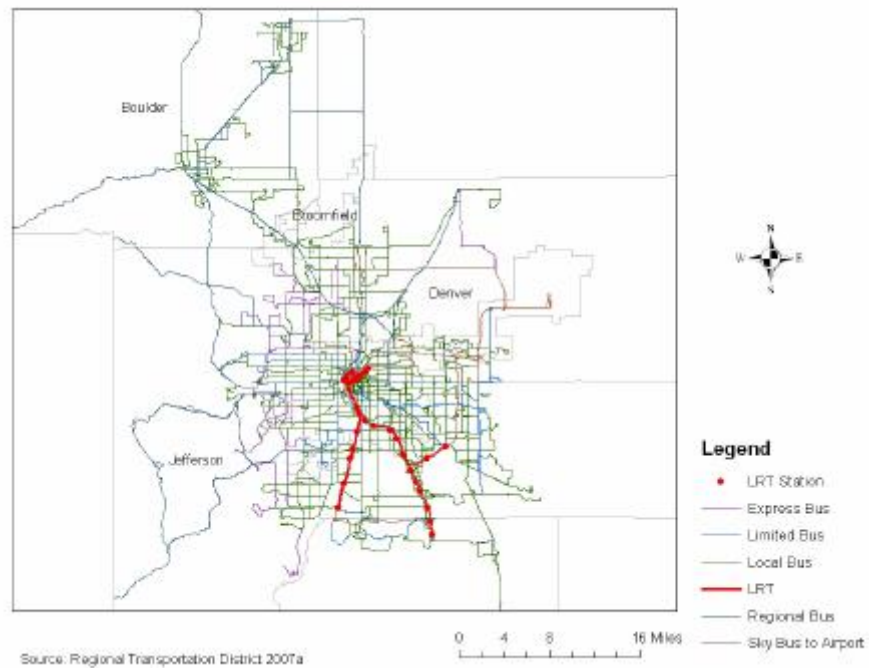 Boulder
Broomfield
Denver
Jefferson
N
W E
S
Legend
LRT Station
Express Bus
Limited Bus
Local Bus
LRT
Regional Bus
Sky Bus to Airport
0 4 8 16 Miles
Source: Regional Transportation District 2007a